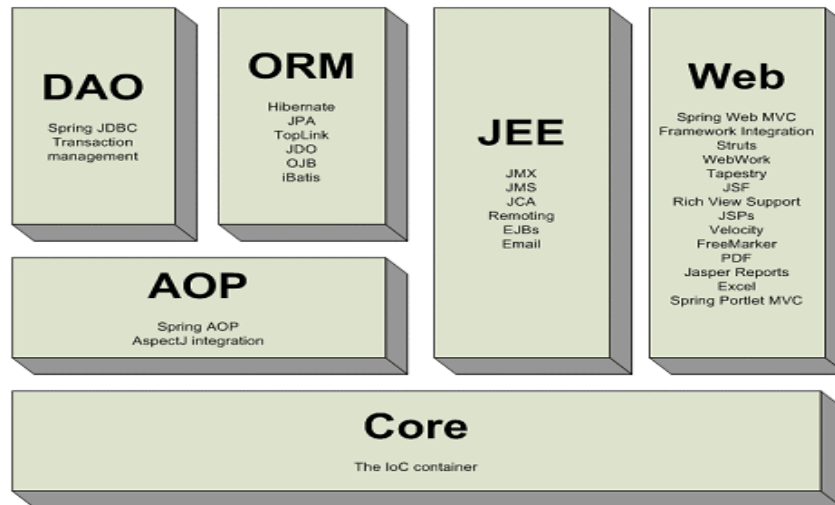 DAO
Spring JDBC
Transaction
management
ORM
Hibernate
JPA
TopLink
JDO
OJB
iBatis
JEE
JMX
JMS
JCA
Remoting
EJBs
Email
Web
Spring Web MVC
Framework Integration
Struts
WebWork
Tapestry
JSF
Rich View Support
JSPs
Velocity
FreeMarker
PDF
Jasper Reports
Excel
Spring Portlet MVC
AOP
Spring AOP
AspectJ integration
Core
The IoC container